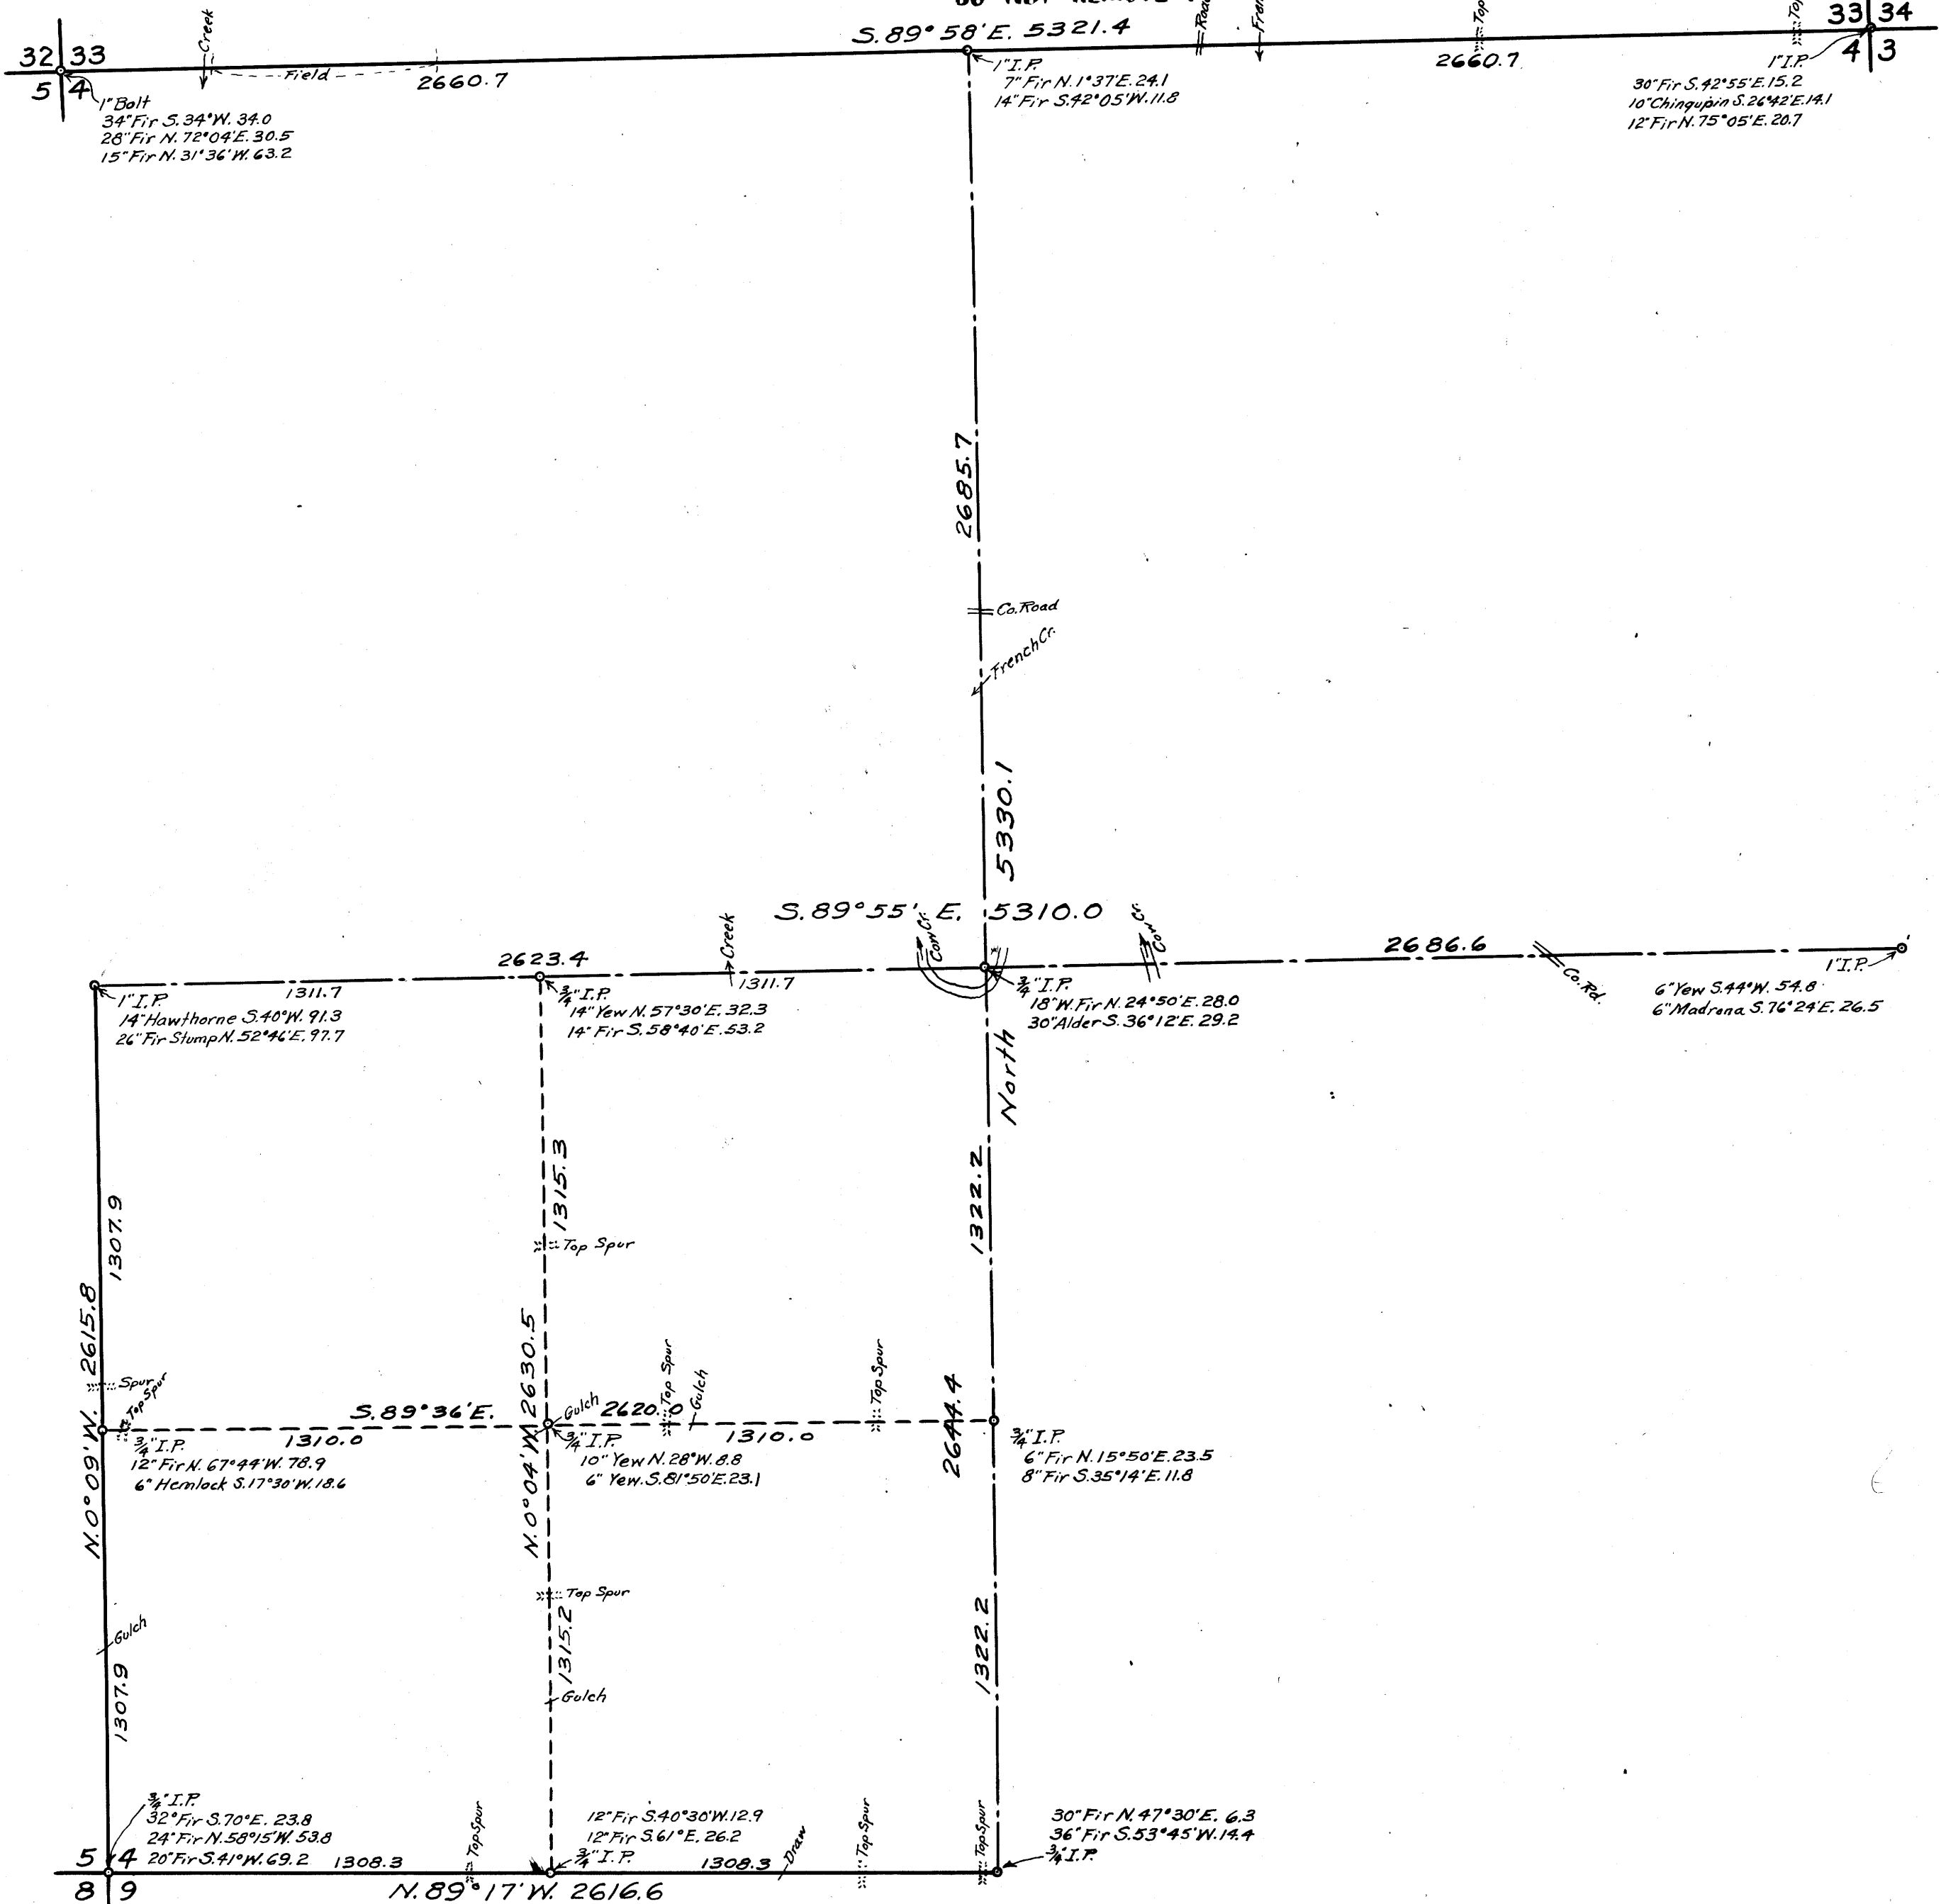 S.89°58'E. 5321.4
32 33
5 4
Creek
Field
2660.7
Road
Top
2660.7
33 34
4 3
1" Bolt
34" Fir S.34°W. 34.0
28" Fir N.72°04'E. 30.5
15" Fir N.31°36'W. 63.2
1" I.P.
7" Fir N.1°37'E. 24.1
14" Fir S.42°05'W. 11.8
1" I.P.
30" Fir S.42°55'E. 15.2
10" Chinqupin S.26°42'E. 14.1
12" Fir N.75°05'E. 20.7
2685.7
Co. Road
French Cr.
5330.1
S.89°55' E. 5310.0
2623.4
Creek
Cow Cr.
Cow Cr.
2686.6
Co. Rd.
1311.7
1311.7
1" I.P.
14" Hawthorne S.40°W. 91.3
26" Fir Stump N.52°46'E. 97.7
3/4" I.P.
14" Yew N.57°30'E. 32.3
14" Fir S.58°40'E. 53.2
3/4" I.P.
18" W. Fir N.24°50'E. 28.0
30" Alder S.36°12'E. 29.2
1" I.P.
6" Yew S.44°W. 54.8
6" Madrona S.76°24'E. 26.5
North
1307.9
1315.3
1322.2
Top Spur
N.0°09'W. 2615.8
N.0°04'W. 2630.5
2644.4
Spur
Top Spur
S.89°36'E. 2620.0
Gulch
Top Spur
Gulch
Top Spur
1310.0
1310.0
3/4" I.P.
12" Fir N.67°44'W. 78.9
6" Hemlock S.17°30'W. 18.6
3/4" I.P.
10" Yew N.28°W. 8.8
6" Yew S.81°50'E. 23.1
3/4" I.P.
6" Fir N.15°50'E. 23.5
8" Fir S.35°14'E. 11.8
Top Spur
Gulch
1307.9
1315.2
1322.2
Gulch
3/4" I.P.
32" Fir S.70°E. 23.8
24" Fir N.58°15'W. 53.8
20" Fir S.41°W. 69.2
12" Fir S.40°30'W. 12.9
12" Fir S.61°E. 26.2
3/4" I.P.
30" Fir N.47°30'E. 6.3
36" Fir S.53°45'W. 14.4
3/4" I.P.
1308.3
Top Spur
1308.3
Draw
Top Spur
Top Spur
5 4
8 9
N.89°17'W. 2616.6